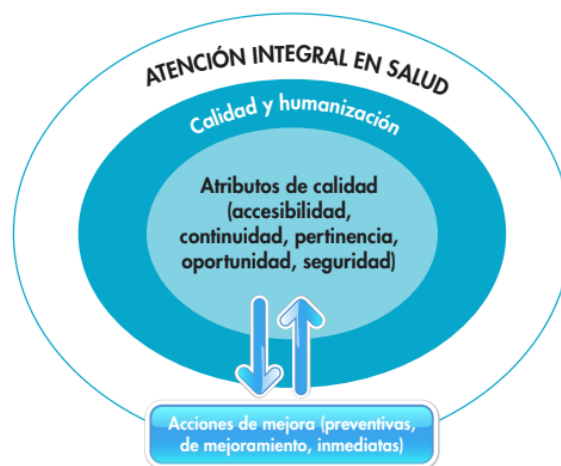 ATENCIÓN INTEGRAL EN SALUD
Calidad y humanización
Atributos de calidad
(accesibilidad,
continuidad, pertinencia,
oportunidad, seguridad)
Acciones de mejora (preventivas,
de mejoramiento, inmediatas)